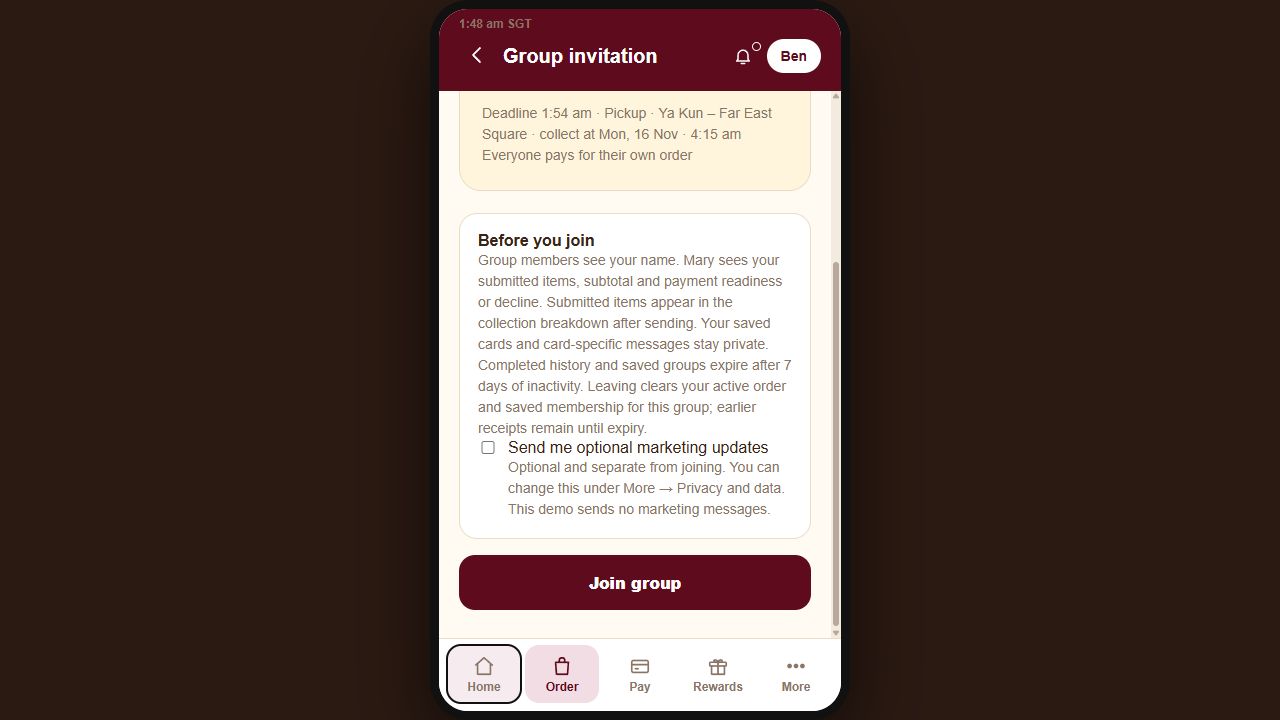 1:48 am SGT
Group invitation
Ben
Deadline 1:54 am · Pickup · Ya Kun – Far East
Square · collect at Mon, 16 Nov · 4:15 am
Everyone pays for their own order
Before you join
Group members see your name. Mary sees your
submitted items, subtotal and payment readiness
or decline. Submitted items appear in the
collection breakdown after sending. Your saved
cards and card-specific messages stay private.
Completed history and saved groups expire after 7
days of inactivity. Leaving clears your active order
and saved membership for this group; earlier
receipts remain until expiry.
Send me optional marketing updates
Optional and separate from joining. You can
change this under More → Privacy and data.
This demo sends no marketing messages.
Join group
Home
Order
Pay
Rewards
More